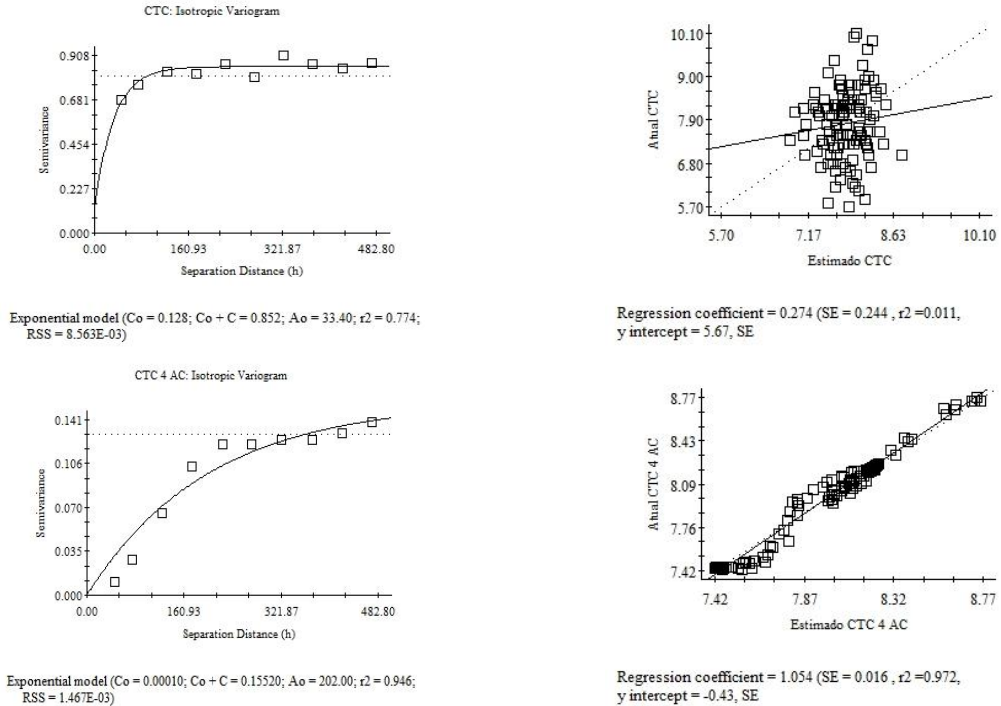 CTC: Isotropic Variogram
0.908
0.681
0.454
0.227
0.000
Semivariance
0.00 160.93 321.87 482.80
Separation Distance (h)
Exponential model (Co = 0.128; Co + C = 0.852; Ao = 33.40; r2 = 0.774;
RSS = 8.563E-03)
10.10
9.00
7.90
6.80
5.70
Atual CTC
5.70 7.17 8.63 10.10
Estimado CTC
Regression coefficient = 0.274 (SE = 0.244 , r2 =0.011,
y intercept = 5.67, SE
CTC 4 AC: Isotropic Variogram
0.141
0.106
0.070
0.035
0.000
Semivariance
0.00 160.93 321.87 482.80
Separation Distance (h)
Exponential model (Co = 0.00010; Co + C = 0.15520; Ao = 202.00; r2 = 0.946;
RSS = 1.467E-03)
8.77
8.43
8.09
7.76
7.42
Atual CTC 4 AC
7.42 7.87 8.32 8.77
Estimado CTC 4 AC
Regression coefficient = 1.054 (SE = 0.016 , r2 =0.972,
y intercept = -0.43, SE